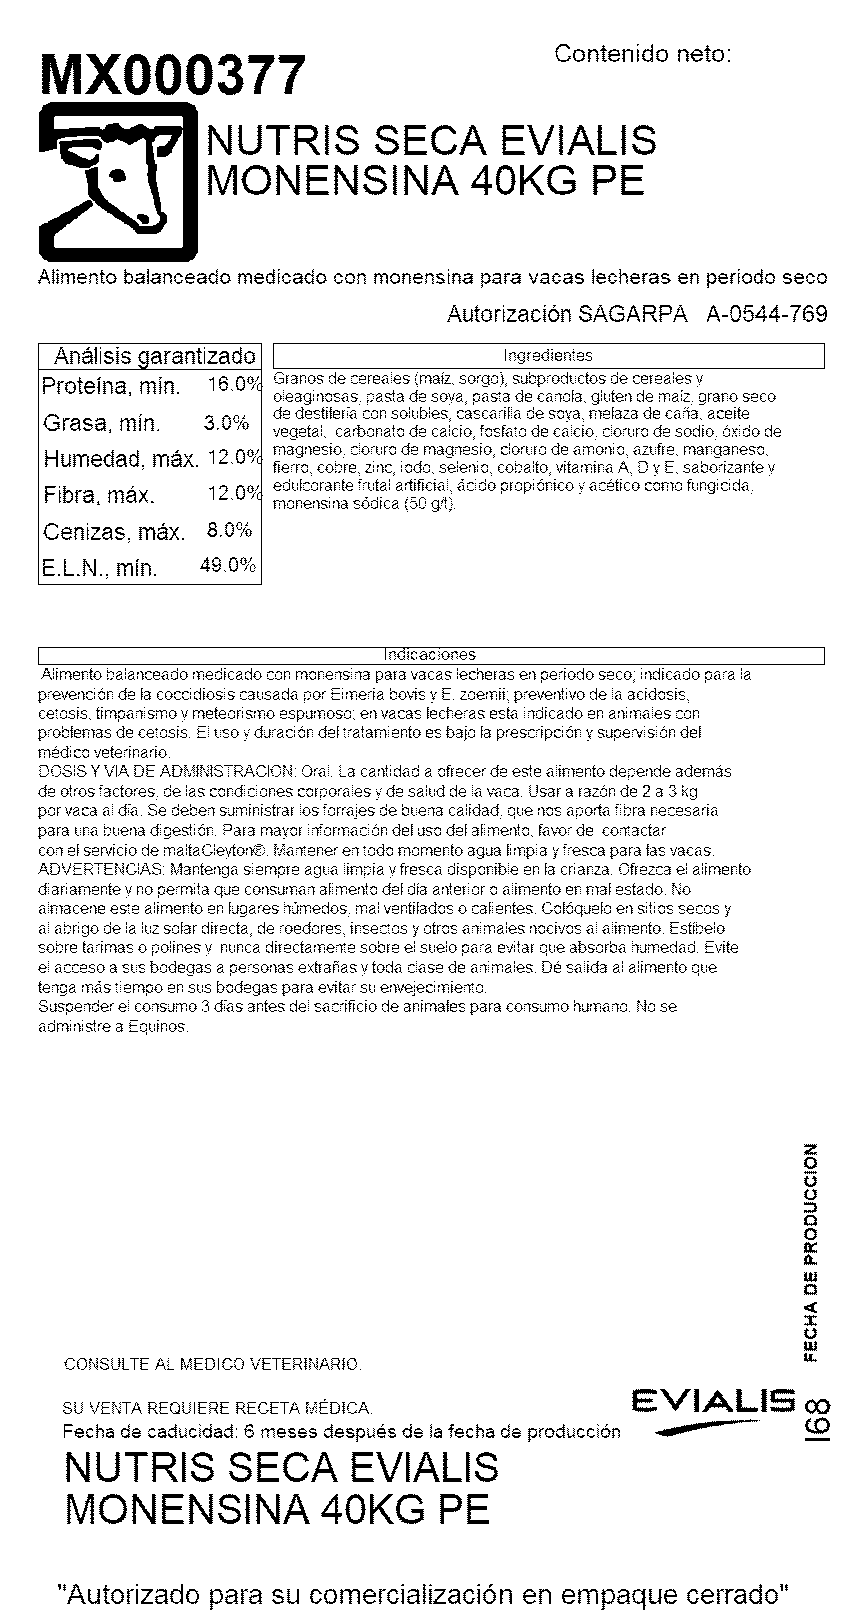 Contenido neto:
MX000377
NUTRIS SECA EVIALIS
MONENSINA 40KG PE
Alimento balanceado medicado con monensina para vacas lecheras en periodo seco
Autorización SAGARPA A-0544-769
Análisis garantizado
Proteína, mín. 16.0%
Grasa, mín. 3.0%
Humedad, máx. 12.0%
Fibra, máx. 12.0%
Cenizas, máx. 8.0%
E.L.N., mín. 49.0%
Ingredientes
Granos de cereales (maíz, sorgo), subproductos de cereales y
oleaginosas, pasta de soya, pasta de canola, gluten de maíz, grano seco
de destilería con solubles, cascarilla de soya, melaza de caña, aceite
vegetal, carbonato de calcio, fosfato de calcio, cloruro de sodio, óxido de
magnesio, cloruro de magnesio, cloruro de amonio, azufre, manganeso,
fierro, cobre, zinc, iodo, selenio, cobalto, vitamina A, D y E, saborizante y
edulcorante frutal artificial, ácido propiónico y acético como fungicida,
monensina sódica (50 g/t).
Indicaciones
Alimento balanceado medicado con monensina para vacas lecheras en periodo seco; indicado para la
prevención de la coccidiosis causada por Eimeria bovis y E. zoernii; preventivo de la acidosis,
cetosis, timpanismo y meteorismo espumoso; en vacas lecheras esta indicado en animales con
problemas de cetosis. El uso y duración del tratamiento es bajo la prescripción y supervisión del
médico veterinario.
DOSIS Y VIA DE ADMINISTRACION: Oral. La cantidad a ofrecer de este alimento depende además
de otros factores, de las condiciones corporales y de salud de la vaca. Usar a razón de 2 a 3 kg
por vaca al día. Se deben suministrar los forrajes de buena calidad, que nos aporta fibra necesaria
para una buena digestión. Para mayor información del uso del alimento, favor de contactar
con el servicio de maltaCleyton®. Mantener en todo momento agua limpia y fresca para las vacas.
ADVERTENCIAS: Mantenga siempre agua limpia y fresca disponible en la crianza. Ofrezca el alimento
diariamente y no permita que consuman alimento del día anterior o alimento en mal estado. No
almacene este alimento en lugares húmedos, mal ventilados o calientes. Colóquelo en sitios secos y
al abrigo de la luz solar directa, de roedores, insectos y otros animales nocivos al alimento. Estíbelo
sobre tarimas o polines y nunca directamente sobre el suelo para evitar que absorba humedad. Evite
el acceso a sus bodegas a personas extrañas y toda clase de animales. Dé salida al alimento que
tenga más tiempo en sus bodegas para evitar su envejecimiento.
Suspender el consumo 3 días antes del sacrificio de animales para consumo humano. No se
administre a Equinos.
FECHA DE PRODUCCION
CONSULTE AL MEDICO VETERINARIO.
SU VENTA REQUIERE RECETA MÉDICA.
EVIALIS
I68
Fecha de caducidad: 6 meses después de la fecha de producción
NUTRIS SECA EVIALIS
MONENSINA 40KG PE
"Autorizado para su comercialización en empaque cerrado"